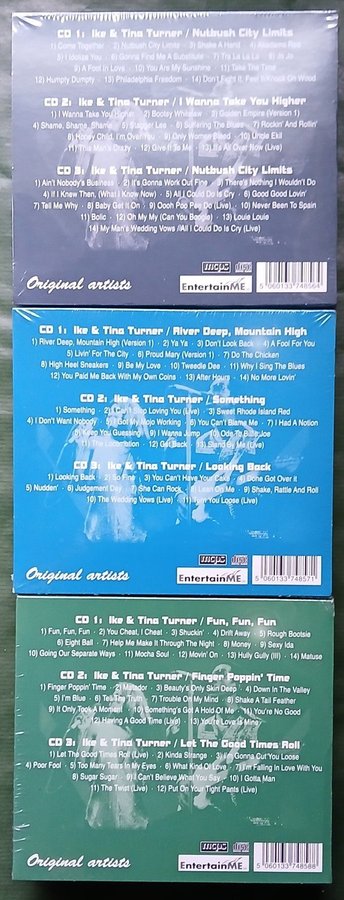 CD 1: Ike & Tina Turner / Nutbush City Limits
1) Come Together · 2) Nutbush City Limits · 3) Shake A Hand · 4)
5) I Idolize You · 6) Gonna Find Me A Substitute · 7) Tra La La La · 8)
9) A Fool In Love · 10) You Are My Sunshine · 11) Take The Time
12) Humpty Dumpty · 13) Philadelphia Freedom · 14) Don't Fight It, Feel It/Knock On Wood
CD 2: Ike & Tina Turner / I Wanna Take You Higher
1) I Wanna Take You Higher · 2) Bootsy Whitelaw · 3) Golden Empire (Version 1)
4) Shame, Shame, Shame · 5) Stagger Lee · 6) Suffering The Blues · 7) Rockin' And Rollin'
8) Honey Child, I'm Over You · 9) Only Women Bleed · 10) Uncle Ekil
11) This Man's Crazy · 12) Give It To Me · 13) It's All Over Now (Live)
CD 3: Ike & Tina Turner / Nutbush City Limits
1) Ain't Nobody's Business · 2) It's Gonna Work Out Fine · 3) There's Nothing I Wouldn't Do
4) If I Knew Then, (What I Know Now) · 5) All I Could Do Is Cry · 6) Good Good Lovin'
7) Tell Me Why · 8) Baby Get It On · 9) Oooh Poo Pee Do (Live) · 10) Never Been To Spain
11) Bolic · 12) Oh My My (Can You Boogie) · 13) Louie Louie
14) My Man's Wedding Vows /All I Could Do Is Cry (Live)
Original artists
mcps
EntertainME
5 060133 748564
CD 1: Ike & Tina Turner / River Deep, Mountain High
1) River Deep, Mountain High (Version 1) · 2) Ya Ya · 3) Don't Look Back · 4) A Fool For You
5) Livin' For The City · 6) Proud Mary (Version 1) · 7) Do The Chicken
8) High Heel Sneakers · 9) Be My Love · 10) Tweedle Dee · 11) Why I Sing The Blues
12) You Paid Me Back With My Own Coins · 13) After Hours · 14) No More Lovin'
CD 2: Ike & Tina Turner / Something
1) Something · 2) I Can't Stop Loving You · 3) Sweet Rhode Island Red
4) I Don't Want Nobody · 5) I Got My Mojo Working · 6) You Can't Blame Me · 7) I Had A Notion
8) Keep You Guessing · 9) I Wanna Jump · 10) Ode To Billie Joe
11) The Locomotion · 12) Get Back · 13) Stand By Me (Live)
CD 3: Ike & Tina Turner / Looking Back
1) Looking Back · 2) So Fine · 3) You Can't Have Your Cake · 4) Done Got Over It
5) Nudden' · 6) Judgement Day · 7) She Can Rock · 8) Lean On Me · 9) Shake, Rattle And Roll
10) The Wedding Vows (Live) · 11) Turn You Loose (Live)
Original artists
mcps
EntertainME
5 060133 748571
CD 1: Ike & Tina Turner / Fun, Fun, Fun
1) Fun, Fun, Fun · 2) You Cheat, I Cheat · 3) Shuckin' · 4) Drift Away · 5) Rough Bootsie
6) Eight Ball · 7) Help Me Make It Through The Night · 8) Money · 9) Sexy Ida
10) Going Our Separate Ways · 11) Mocha Soul · 12) Movin' On · 13) Hully Gully (III) · 14) Matuse
CD 2: Ike & Tina Turner / Finger Poppin' Time
1) Finger Poppin' Time · 2) Matador · 3) Beauty's Only Skin Deep · 4) Down In The Valley
5) I'm Blue · 6) Tell The Truth · 7) Trouble On My Mind · 8) Shake A Tail Feather
9) It Only Took A Moment · 10) Something's Got A Hold Of Me · 11) You're No Good
12) Having A Good Time (Live) · 13) You're Love Is Mine
CD 3: Ike & Tina Turner / Let The Good Times Roll
1) Let The Good Times Roll (Live) · 2) Kinda Strange · 3) I Gonna Cut You Loose
4) Poor Fool · 5) Too Many Tears In My Eyes · 6) What Kind Of Love · 7) I'm Falling In Love With You
8) Sugar Sugar · 9) I Can't Believe What You Say · 10) I Gotta Man
11) The Twist (Live) · 12) Put On Your Tight Pants (Live)
Original artists
mcps
EntertainME
5 060133 748588